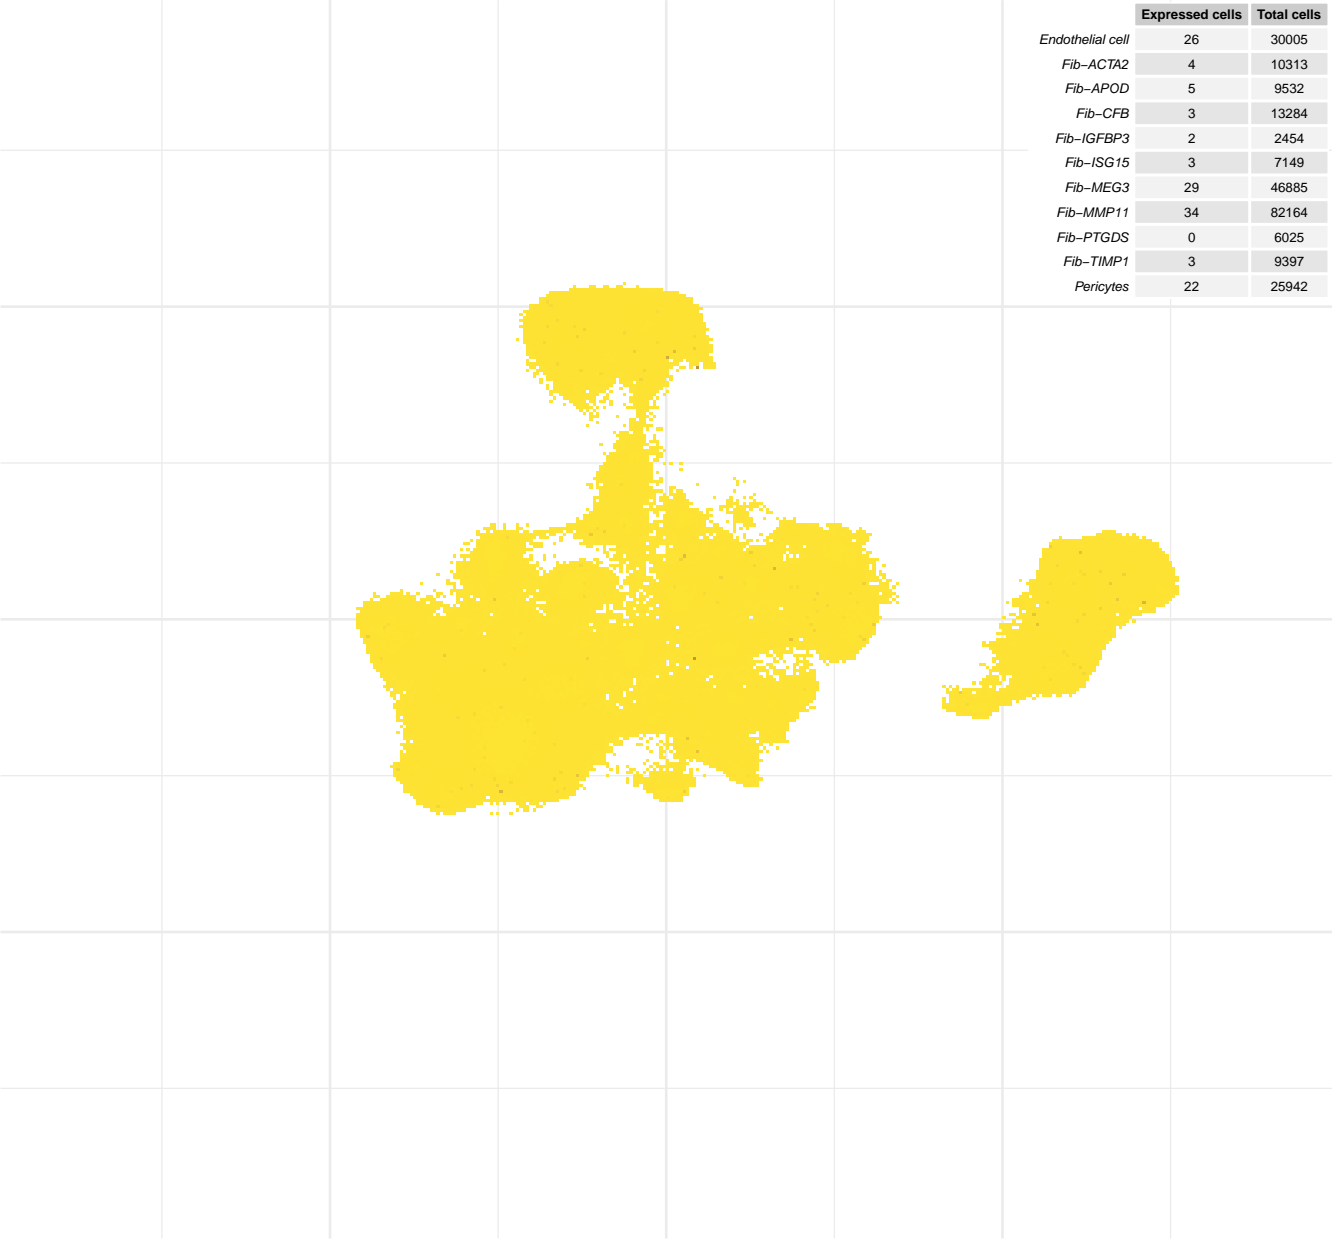 Expressed cells Total cells
Endothelial cell 26 30005
Fib−ACTA2 4 10313
Fib−APOD 5 9532
Fib−CFB 3 13284
Fib−IGFBP3 2 2454
Fib−ISG15 3 7149
Fib−MEG3 29 46885
Fib−MMP11 34 82164
Fib−PTGDS 0 6025
Fib−TIMP1 3 9397
Pericytes 22 25942